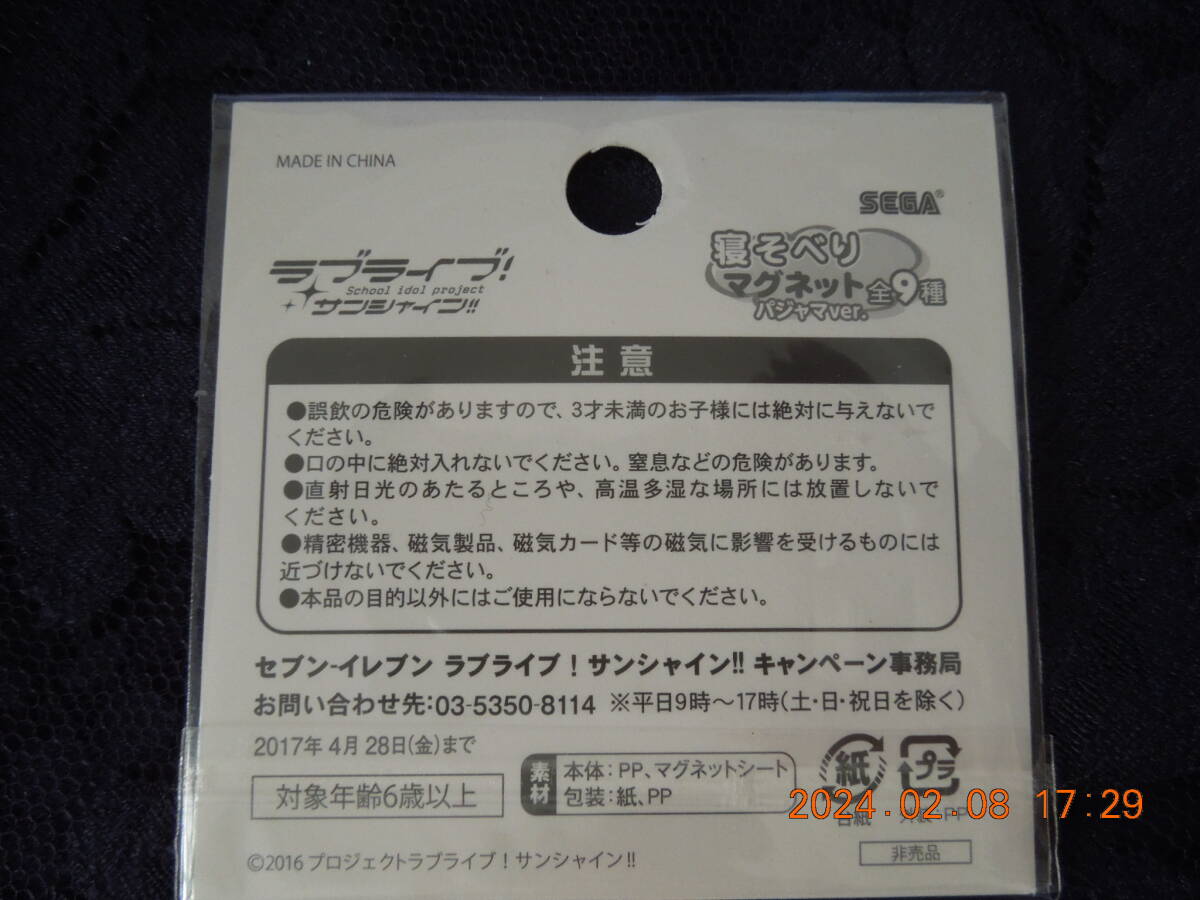 MADE IN CHINA
SEGA®
ラブライブ!
School idol project
サンシャイン!!
寝そべり
マグネット
パジャマver.
全9種
注意
●誤飲の危険がありますので、3才未満のお子様には絶対に与えないで
ください。
●口の中に絶対入れないでください。窒息などの危険があります。
●直射日光のあたるところや、高温多湿な場所には放置しないで
ください。
●精密機器、磁気製品、磁気カード等の磁気に影響を受けるものには
近づけないでください。
●本品の目的以外にはご使用にならないでください。
セブン-イレブン ラブライブ！サンシャイン!! キャンペーン事務局
お問い合わせ先:03-5350-8114 ※平日9時〜17時(土・日・祝日を除く)
2017年4月28日(金)まで
対象年齢6歳以上
素材
本体：PP、マグネットシート
包装：紙、PP
紙
プラ
台紙
PP
2024.02.08 17:29
非売品
©2016 プロジェクトラブライブ！サンシャイン!!